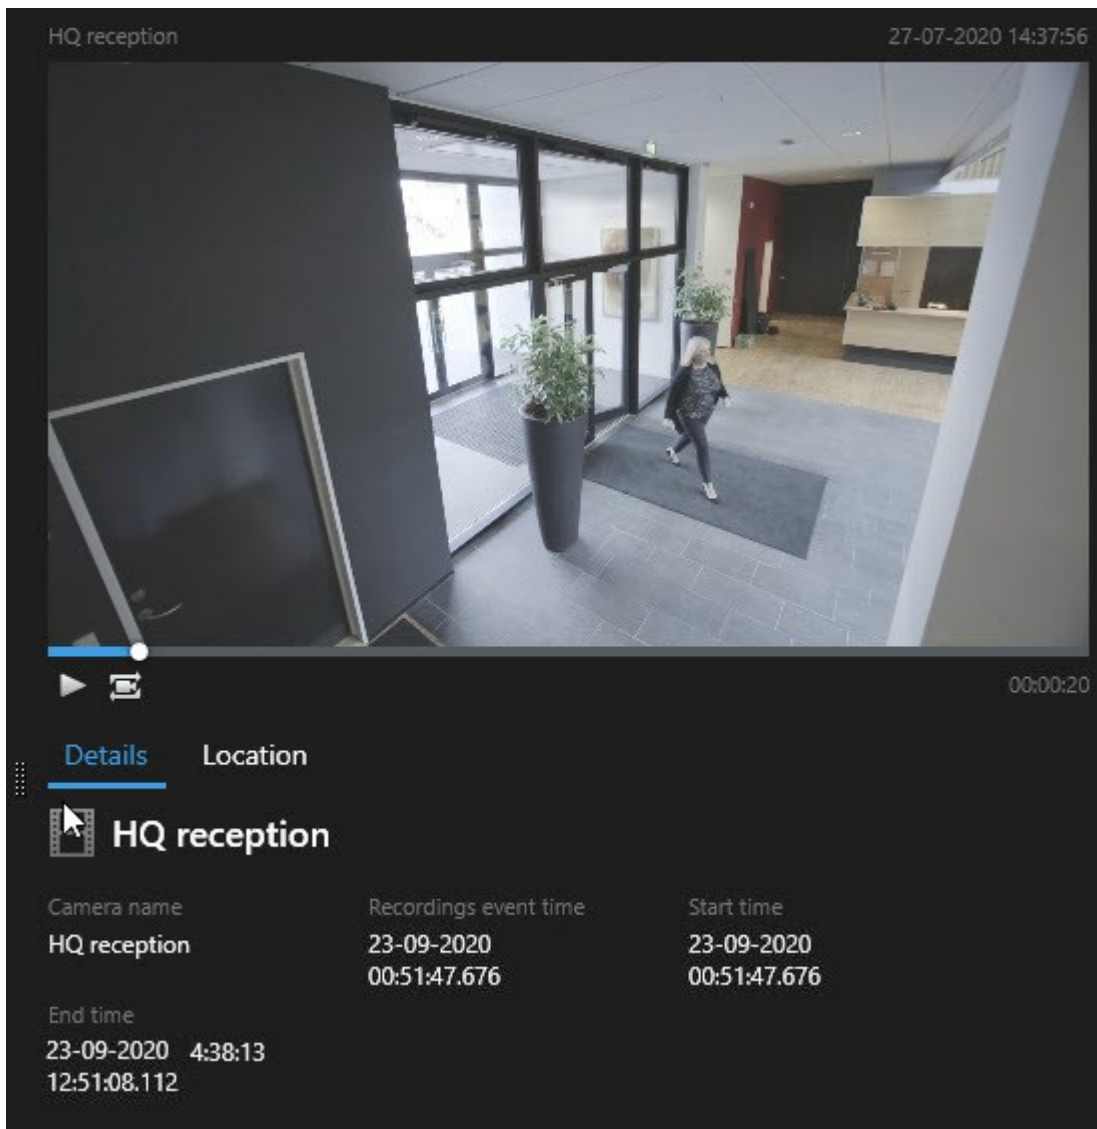 HQ reception 27-07-2020 14:37:56
00:00:20
Details Location
HQ reception
Camera name Recordings event time Start time
HQ reception 23-09-2020 23-09-2020
00:51:47.676 00:51:47.676
End time
23-09-2020 4:38:13
12:51:08.112